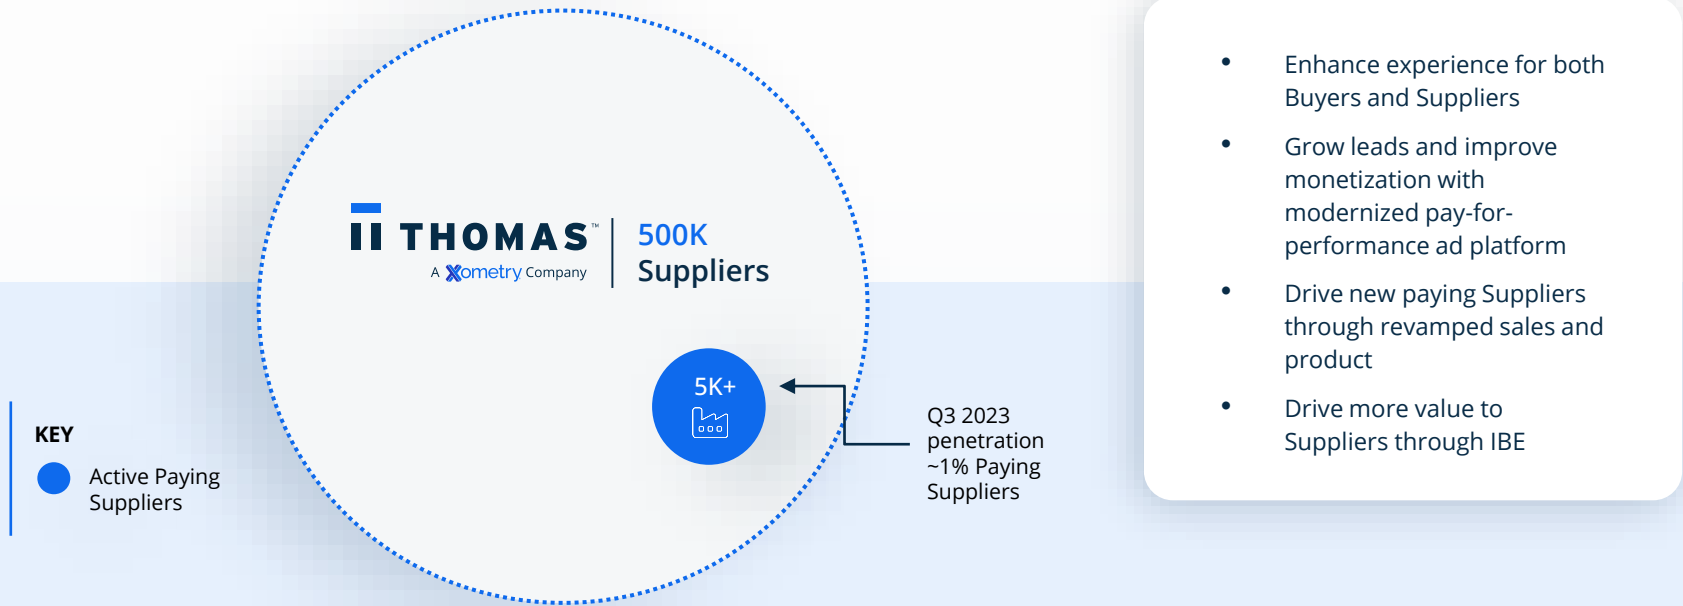 THOMAS™
A Xometry Company
500K
Suppliers
5K+
Q3 2023
penetration
~1% Paying
Suppliers
KEY
Active Paying
Suppliers
• Enhance experience for both
Buyers and Suppliers
• Grow leads and improve
monetization with
modernized pay-for-
performance ad platform
• Drive new paying Suppliers
through revamped sales and
product
• Drive more value to
Suppliers through IBE